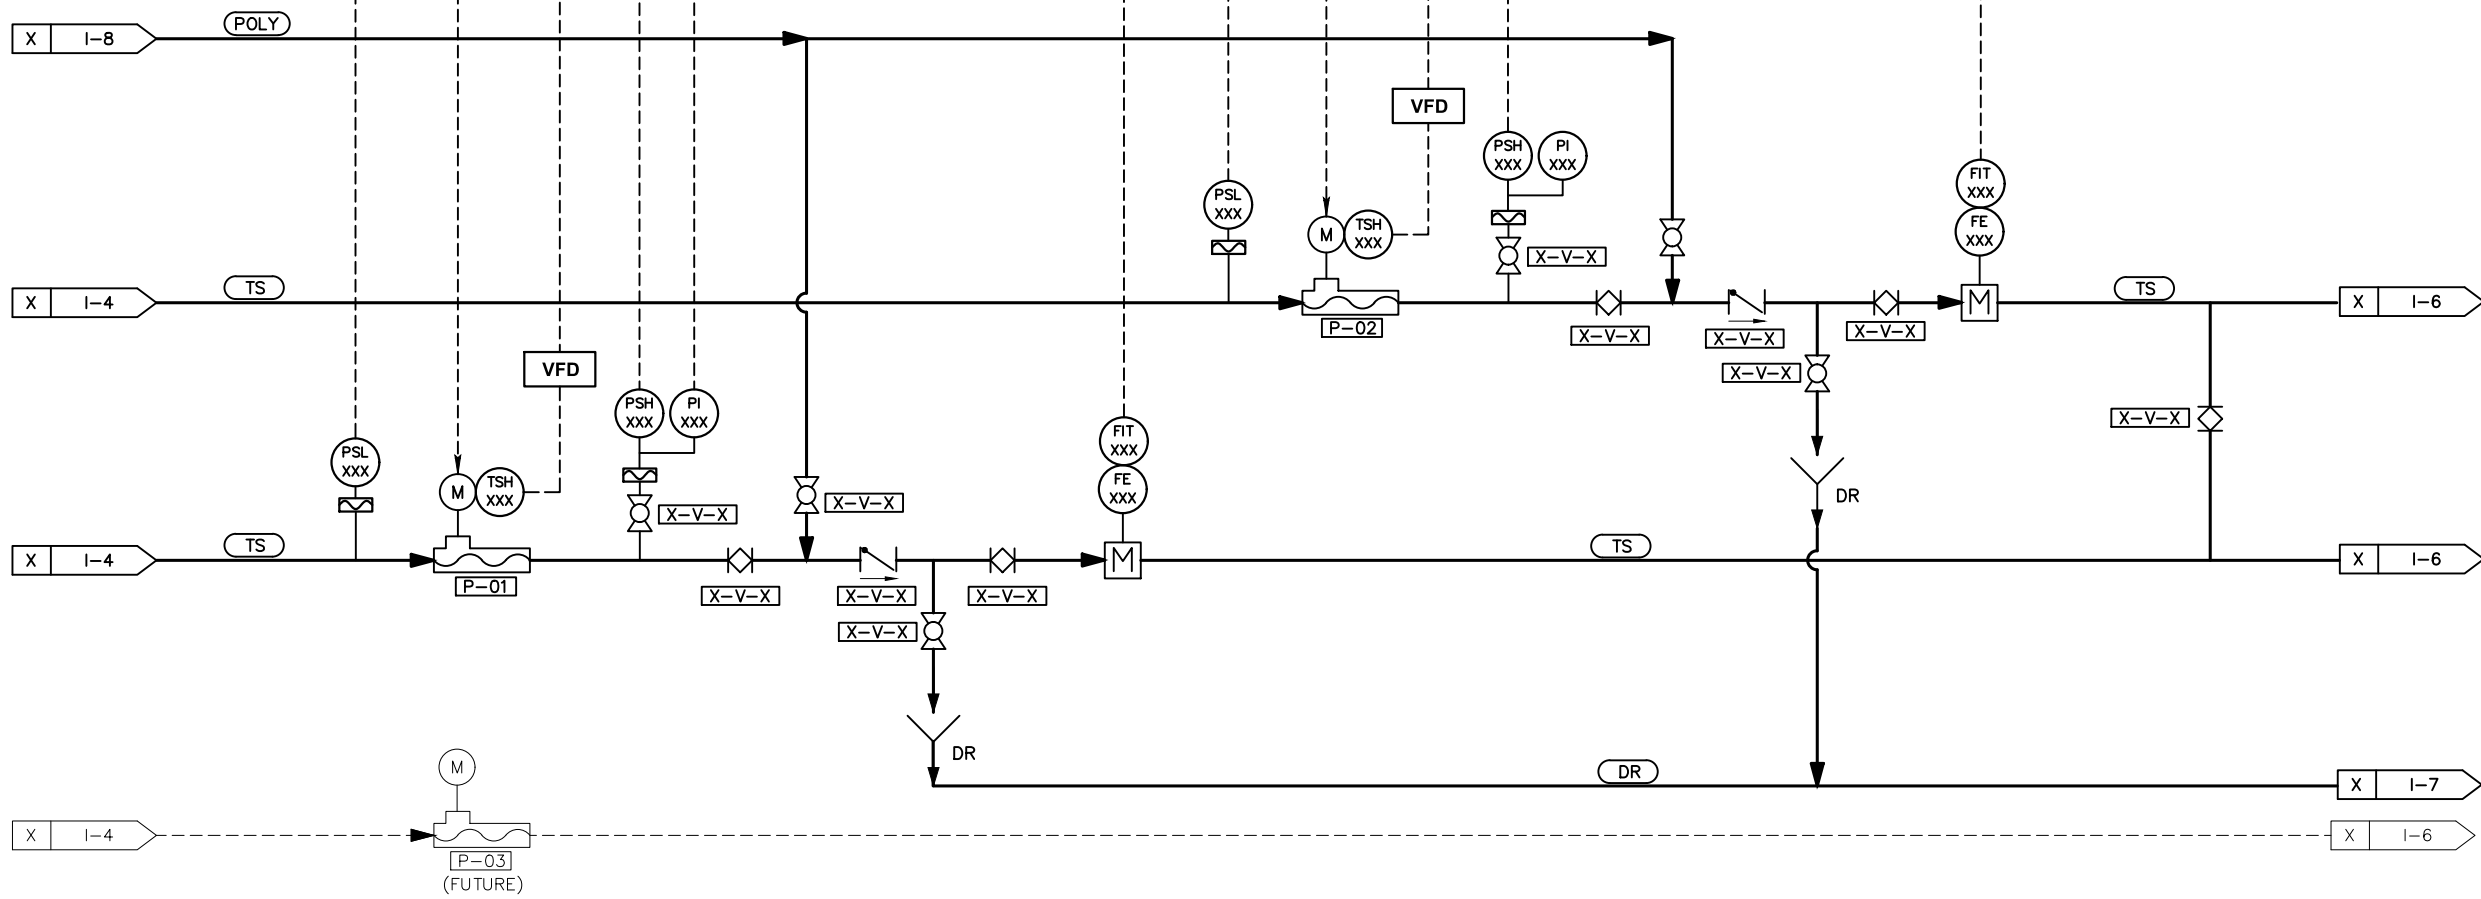 POLY
X I-8
VFD
PSH XXX
PI XXX
FIT XXX
PSL XXX
FE XXX
M
TSH XXX
X-V-X
X I-4
TS
M
TS
X I-6
P-02
X-V-X
X-V-X
X-V-X
VFD
X-V-X
PSH XXX
PI XXX
X-V-X
FIT XXX
PSL XXX
M
TSH XXX
FE XXX
DR
X-V-X
X-V-X
X I-4
TS
M
TS
X I-6
P-01
X-V-X
X-V-X
X-V-X
X-V-X
DR
M
DR
X I-7
X I-4
X I-6
P-03
(FUTURE)